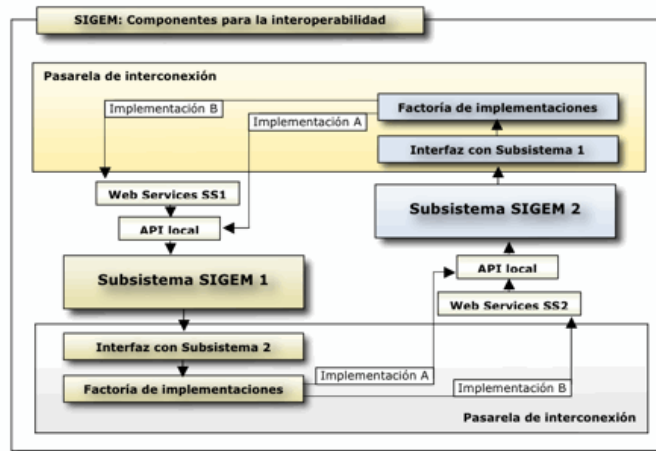 SIGEM: Componentes para la interoperabilidad
Pasarela de interconexión
Implementación B
Implementación A
Factoría de implementaciones
Interfaz con Subsistema 1
Web Services SS1
API local
Subsistema SIGEM 2
Subsistema SIGEM 1
API local
Web Services SS2
Interfaz con Subsistema 2
Factoría de implementaciones
Implementación A
Implementación B
Pasarela de interconexión